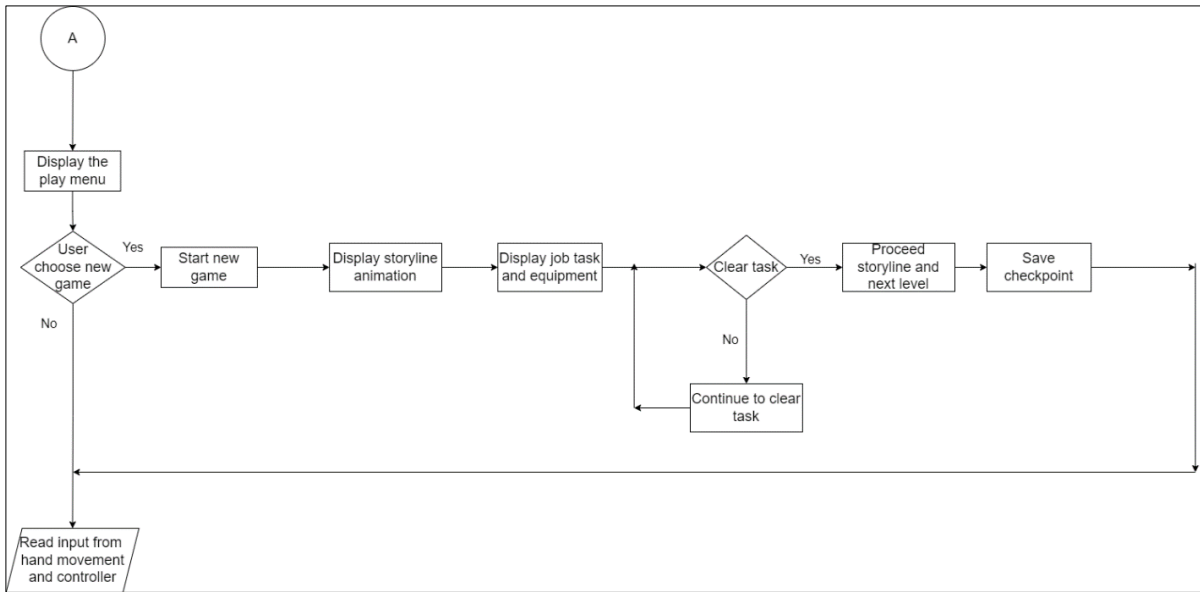 A
Display the
play menu
User
choose new
game
Yes
Start new
game
Display storyline
animation
Display job task
and equipment
Clear task
Yes
Proceed
storyline and
next level
Save
checkpoint
No
No
Continue to clear
task
Read input from
hand movement
and controller